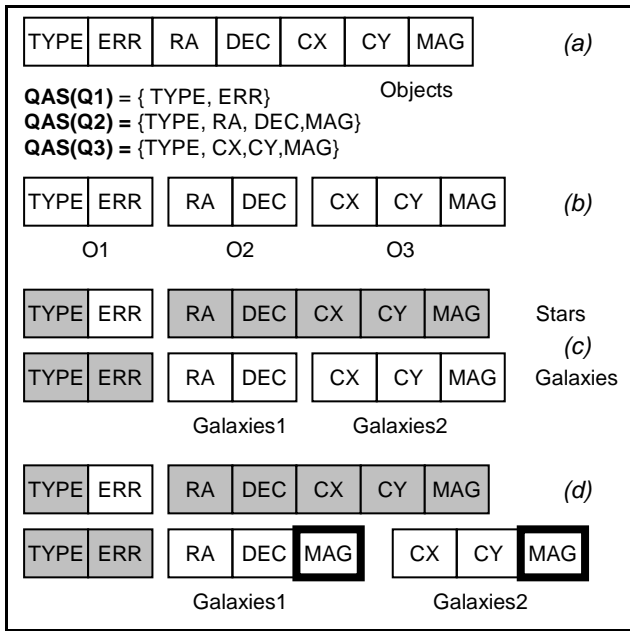 TYPE ERR RA DEC CX CY MAG (a)
Objects
QAS(Q1) = { TYPE, ERR}
QAS(Q2) = {TYPE, RA, DEC,MAG}
QAS(Q3) = {TYPE, CX,CY,MAG}
TYPE ERR RA DEC CX CY MAG (b)
O1 O2 O3
TYPE ERR RA DEC CX CY MAG Stars
(c)
TYPE ERR RA DEC CX CY MAG Galaxies
Galaxies1 Galaxies2
TYPE ERR RA DEC CX CY MAG (d)
TYPE ERR RA DEC MAG CX CY MAG
Galaxies1 Galaxies2